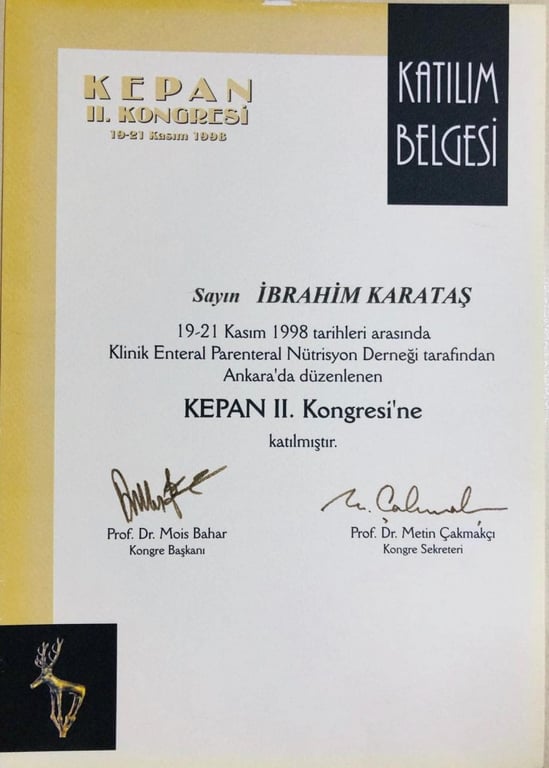 KEPAN
II. KONGRESİ
19-21 Kasım 1998
KATILIM
BELGESİ
Sayın İBRAHİM KARATAŞ
19-21 Kasım 1998 tarihleri arasında
Klinik Enteral Parenteral Nütrisyon Derneği tarafından
Ankara'da düzenlenen
KEPAN II. Kongresi'ne
katılmıştır.
Prof. Dr. Mois Bahar
Kongre Başkanı
Prof. Dr. Metin Çakmakçı
Kongre Sekreteri